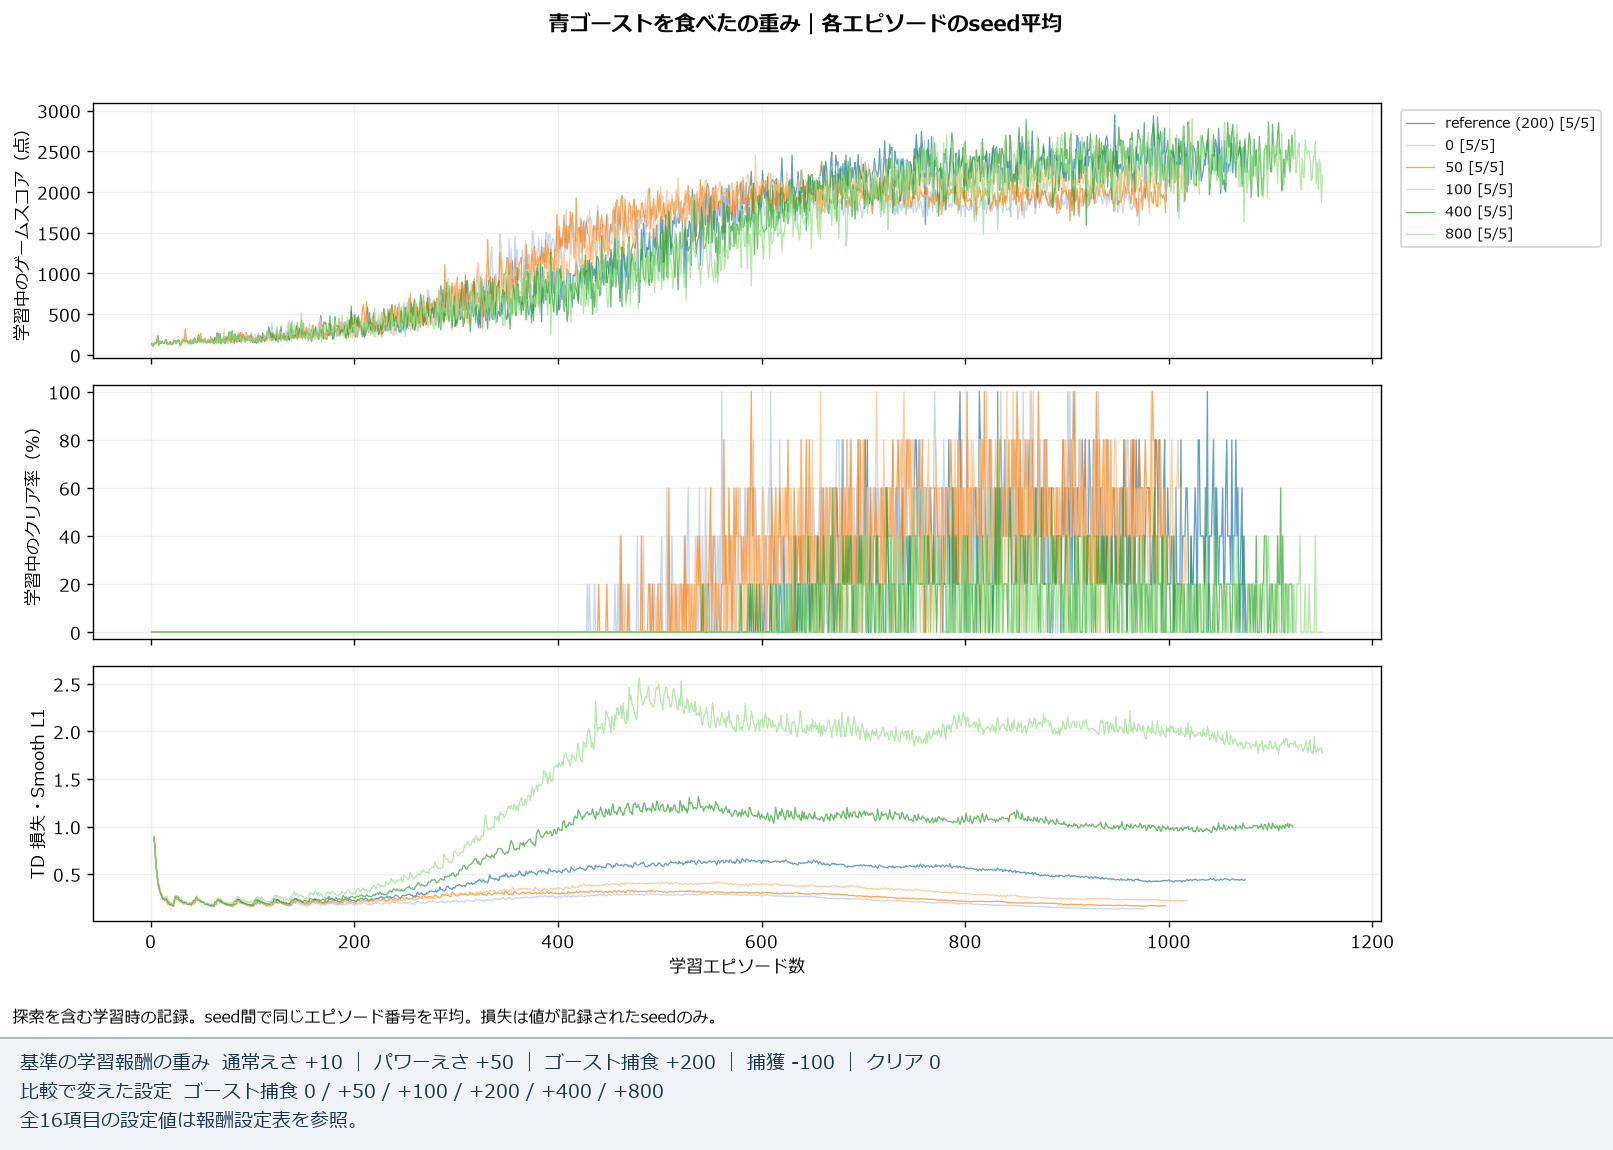 青ゴーストを食べたの重み｜各エピソードのseed平均
学習中のゲームスコア（点）
3000
2500
2000
1500
1000
500
0
reference (200) [5/5]
0 [5/5]
50 [5/5]
100 [5/5]
400 [5/5]
800 [5/5]
学習中のクリア率（%）
100
80
60
40
20
0
TD 損失・Smooth L1
2.5
2.0
1.5
1.0
0.5
0 200 400 600 800 1000 1200
学習エピソード数
探索を含む学習時の記録。seed間で同じエピソード番号を平均。損失は値が記録されたseedのみ。
基準の学習報酬の重み 通常えさ +10 ｜ パワーえさ +50 ｜ ゴースト捕食 +200 ｜ 捕獲 -100 ｜ クリア 0
比較で変えた設定 ゴースト捕食 0 / +50 / +100 / +200 / +400 / +800
全16項目の設定値は報酬設定表を参照。